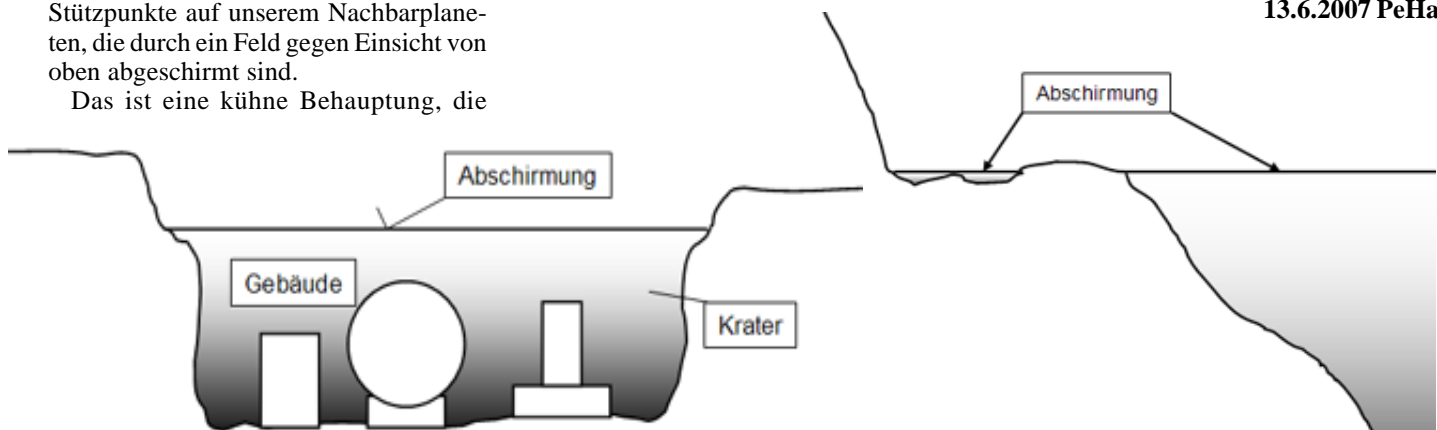 Stützpunkte auf unserem Nachbarplane-
ten, die durch ein Feld gegen Einsicht von
oben abgeschirmt sind.
Das ist eine kühne Behauptung, die
13.6.2007 PeHa
Abschirmung
Gebäude
Krater
Abschirmung